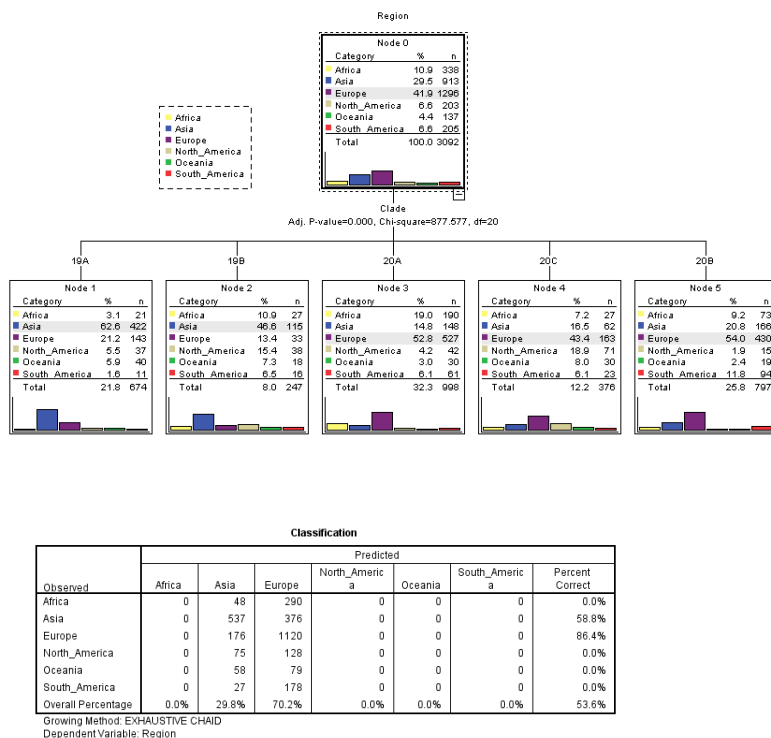 Region
Node 0
Category % n
Africa 10.9 338
Asia 29.5 913
Europe 41.9 1296
North_America 6.6 203
Oceania 4.4 137
South_America 6.6 205
Total 100.0 3092
Africa
Asia
Europe
North_America
Oceania
South_America
Clade
Adj. P-value=0.000, Chi-square=877.577, df=20
19A
19B
20A
20C
20B
Node 1
Category % n
Africa 3.1 21
Asia 62.6 422
Europe 21.2 143
North_America 5.5 37
Oceania 5.9 40
South_America 1.6 11
Total 21.8 674
Node 2
Category % n
Africa 10.9 27
Asia 46.6 115
Europe 13.4 33
North_America 15.4 38
Oceania 7.3 18
South_America 6.5 16
Total 8.0 247
Node 3
Category % n
Africa 19.0 190
Asia 14.8 148
Europe 52.8 527
North_America 4.2 42
Oceania 3.0 30
South_America 6.1 61
Total 32.3 998
Node 4
Category % n
Africa 7.2 27
Asia 16.5 62
Europe 43.4 163
North_America 18.9 71
Oceania 8.0 30
South_America 6.1 23
Total 12.2 376
Node 5
Category % n
Africa 9.2 73
Asia 20.8 166
Europe 54.0 430
North_America 1.9 15
Oceania 2.4 19
South_America 11.8 94
Total 25.8 797
Classification
Predicted
Observed Africa Asia Europe North_America Oceania South_America Percent Correct
Africa 0 48 290 0 0 0 0.0%
Asia 0 537 376 0 0 0 58.8%
Europe 0 176 1120 0 0 0 86.4%
North_America 0 75 128 0 0 0 0.0%
Oceania 0 58 79 0 0 0 0.0%
South_America 0 27 178 0 0 0 0.0%
Overall Percentage 0.0% 29.8% 70.2% 0.0% 0.0% 0.0% 53.6%
Growing Method: EXHAUSTIVE CHAID
Dependent Variable: Region